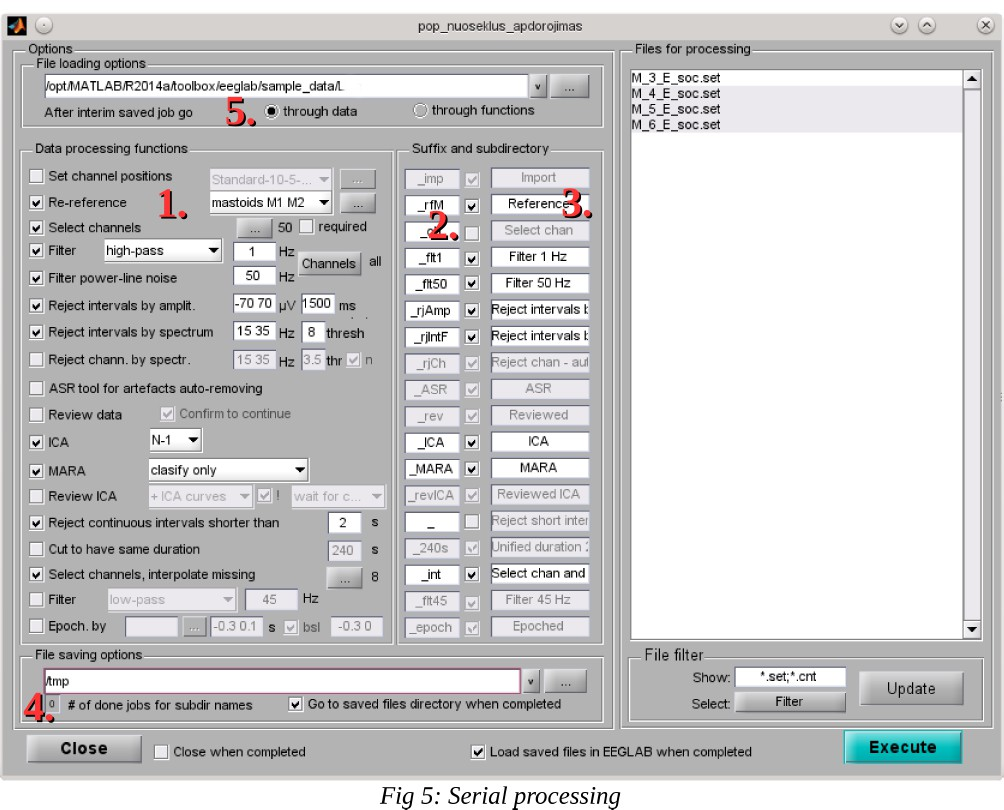 pop_nuoseklus_apdorojimas
Options
File loading options
/opt/MATLAB/R2014a/toolbox/eeglab/sample_data/L
v ...
After interim saved job go 5. through data through functions
Data processing functions
Set channel positions Standard-10-5-... ...
Re-reference 1. mastoids M1 M2 ...
Select channels ... 50 required
Filter high-pass 1 Hz Channels all
Filter power-line noise 50 Hz
Reject intervals by amplit. -70 70 µV 1500 ms
Reject intervals by spectrum 15 35 Hz 8 thresh
Reject chann. by spectr. 15 35 Hz 3.5 thr n
ASR tool for artefacts auto-removing
Review data Confirm to continue
ICA N-1
MARA clasify only
Review ICA + ICA curves ! wait for c...
Reject continuous intervals shorter than 2 s
Cut to have same duration 240 s
Select channels, interpolate missing ... 8
Filter low-pass 45 Hz
Epoch. by ... -0.3 0.1 s bsl -0.3 0
Suffix and subdirectory
_imp Import
_rfM Reference 3.
2. Select chan
_flt1 Filter 1 Hz
_flt50 Filter 50 Hz
_rjAmp Reject intervals b
_rjIntF Reject intervals b
_rjCh Reject chan - aut
_ASR ASR
_rev Reviewed
_ICA ICA
_MARA MARA
_revICA Reviewed ICA
_ Reject short inter
_240s Unified duration 2
_int Select chan and
_flt45 Filter 45 Hz
_epoch Epoched
File saving options
/tmp
v ...
4. 0 # of done jobs for subdir names Go to saved files directory when completed
Files for processing
M_3_E_soc.set
M_4_E_soc.set
M_5_E_soc.set
M_6_E_soc.set
File filter
Show: *.set;*.cnt
Select: Filter
Update
Close Close when completed Load saved files in EEGLAB when completed Execute
Fig 5: Serial processing